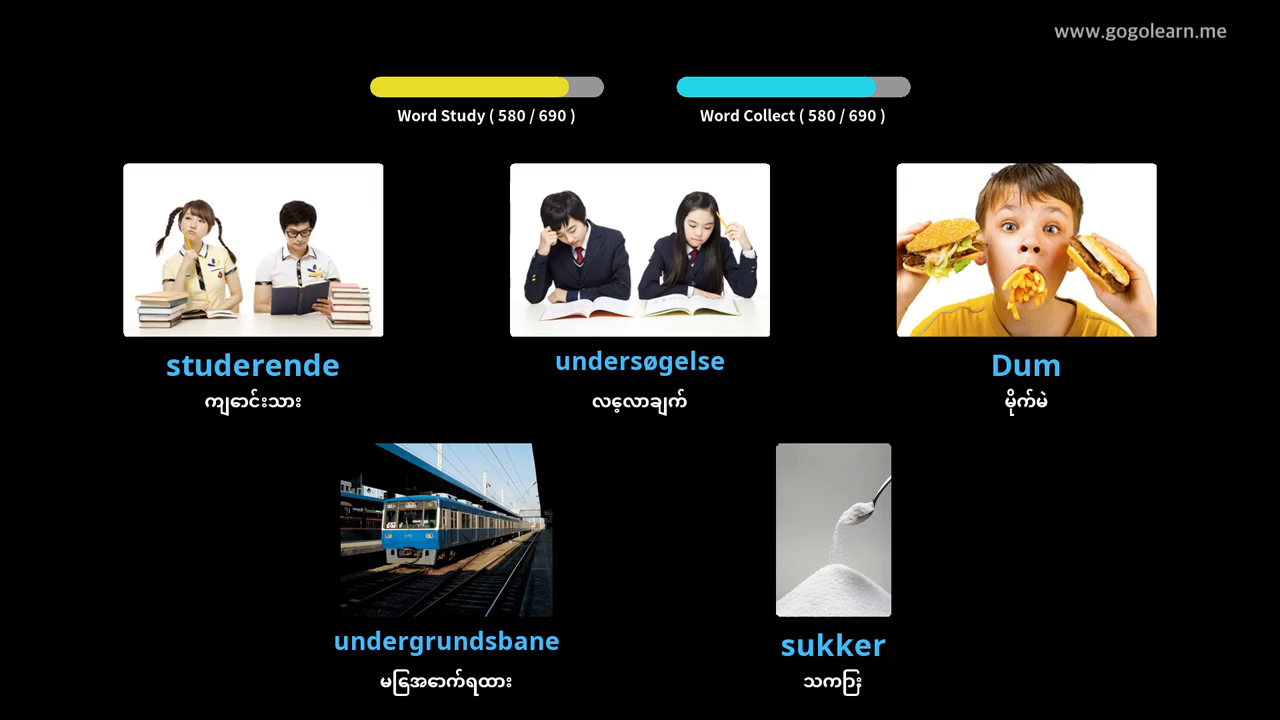 www.gogolearn.me
Word Study ( 580 / 690 )
Word Collect ( 580 / 690 )
studerende
ကျောင်းသား
undersøgelse
လေ့လာချက်
Dum
မိုက်မဲ
undergrundsbane
မြေအောက်ရထား
sukker
သကြား